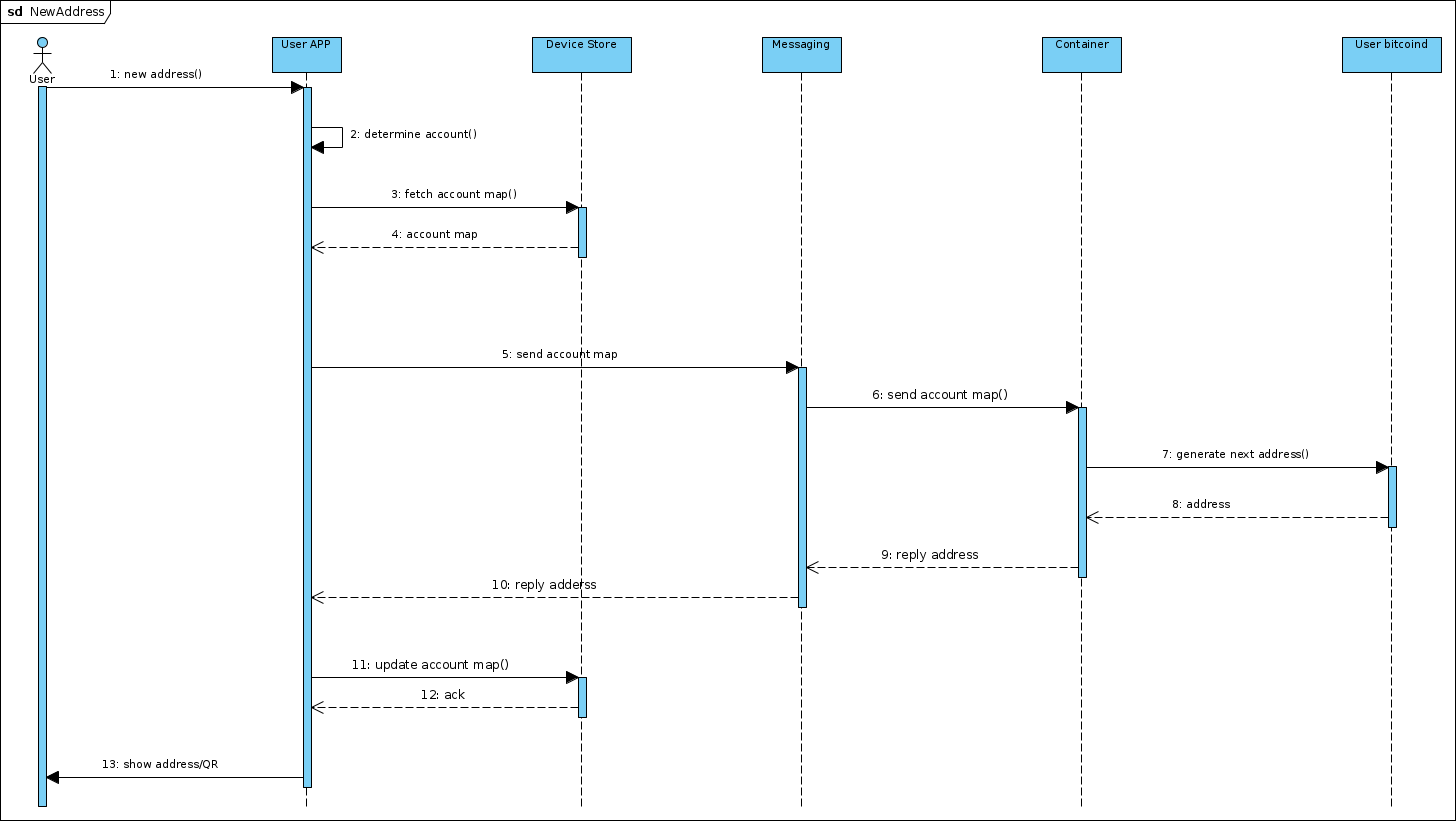 sd NewAddress
User
User APP
Device Store
Messaging
Container
User bitcoind
1: new address()
2: determine account()
3: fetch account map()
4: account map
5: send account map
6: send account map()
7: generate next address()
8: address
9: reply address
10: reply adderss
11: update account map()
12: ack
13: show address/QR